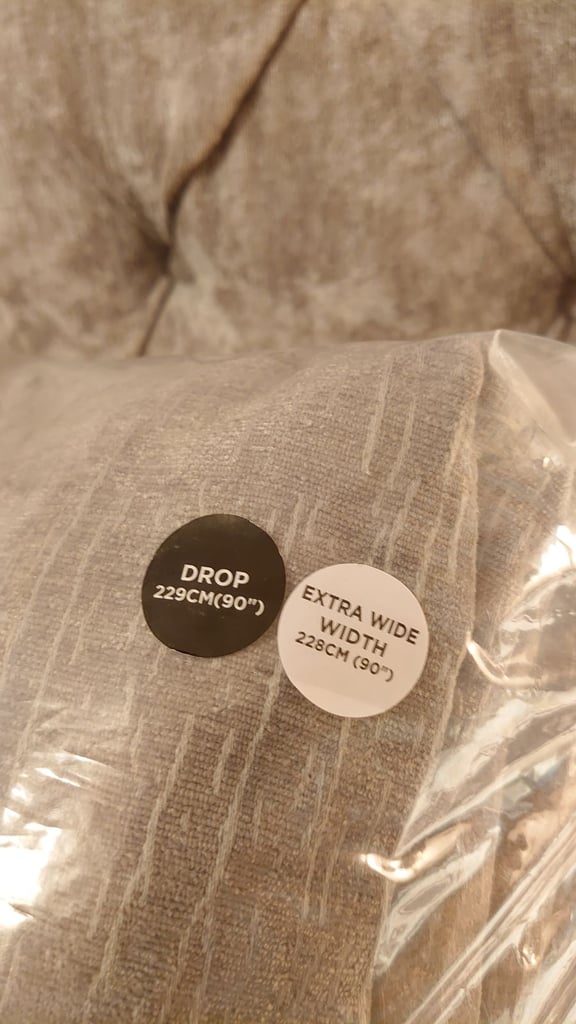 DROP
229CM(90")
EXTRA WIDE
WIDTH
228CM (90")